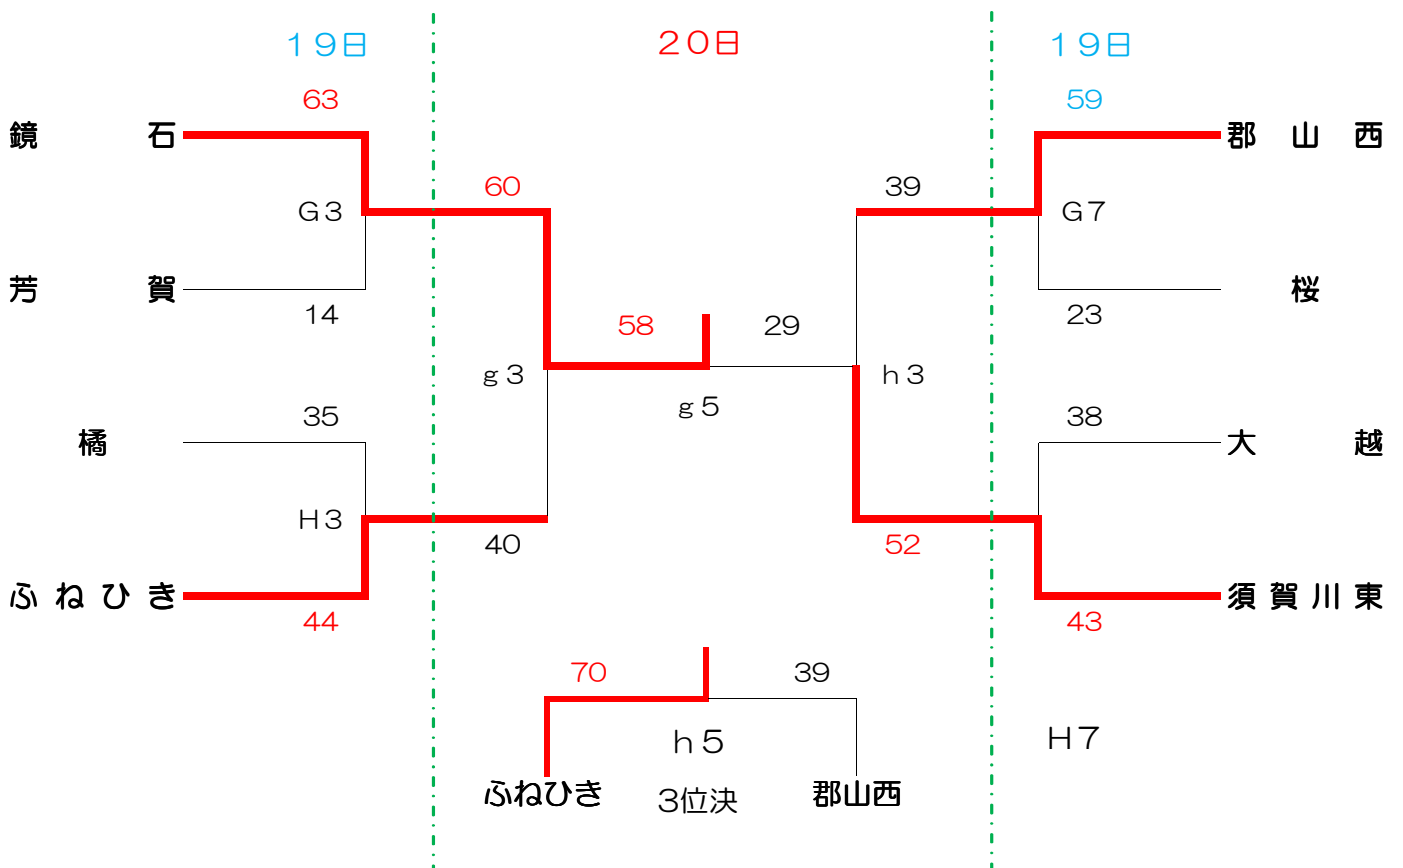 19日 20日 19日
63 59
鏡石 郡山西
60 39
G3 G7
芳賀 桜
14 23
58 29
g3 h3
g5
35 38
橘 大越
H3
40 52
ふねひき 須賀川東
44 43
70 39
h5 H7
ふねひき 3位決 郡山西